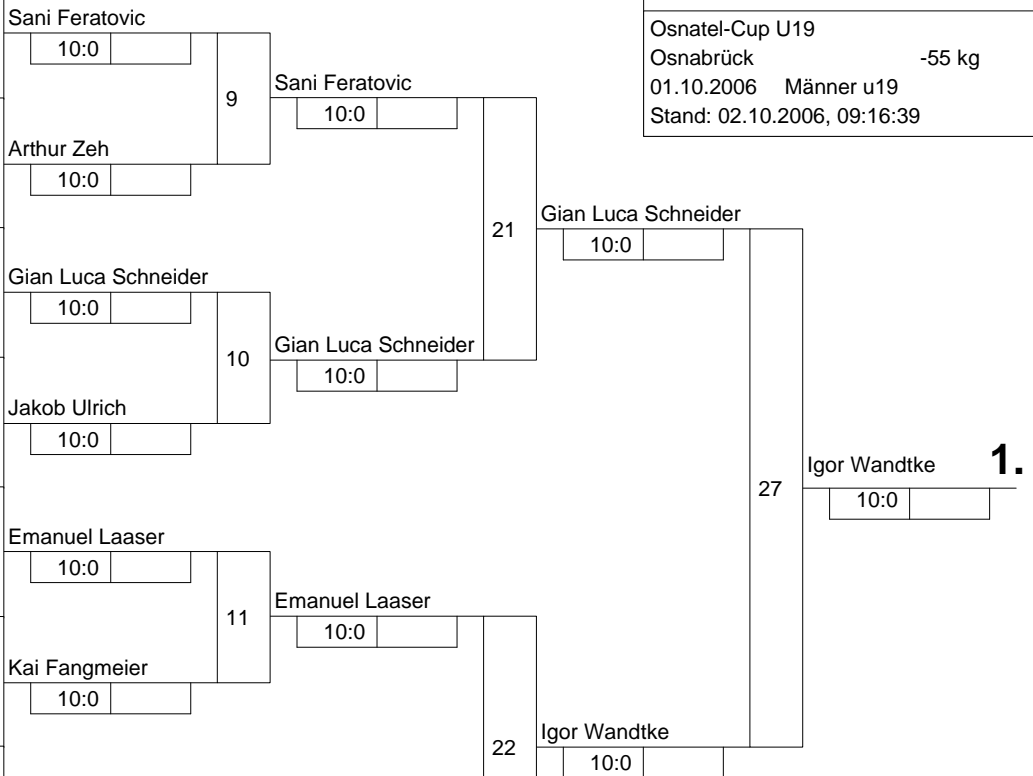 Osnatel-Cup U19
Osnabrück -55 kg
01.10.2006 Männer u19
Stand: 02.10.2006, 09:16:39
Sani Feratovic
10:0
9
Arthur Zeh
10:0
Sani Feratovic
10:0
21
Gian Luca Schneider
10:0
10
Jakob Ulrich
10:0
Gian Luca Schneider
10:0
Gian Luca Schneider
10:0
27
Igor Wandtke 1.
10:0
Emanuel Laaser
10:0
11
Kai Fangmeier
10:0
Emanuel Laaser
10:0
22
Igor Wandtke
10:0